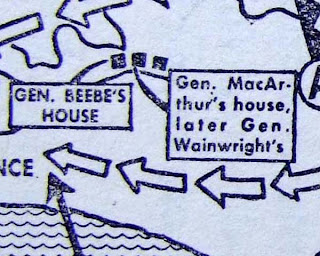 GEN. BEEBE'S
HOUSE
Gen. MacAr-
thur's house,
later Gen.
Wainwright's
NCE